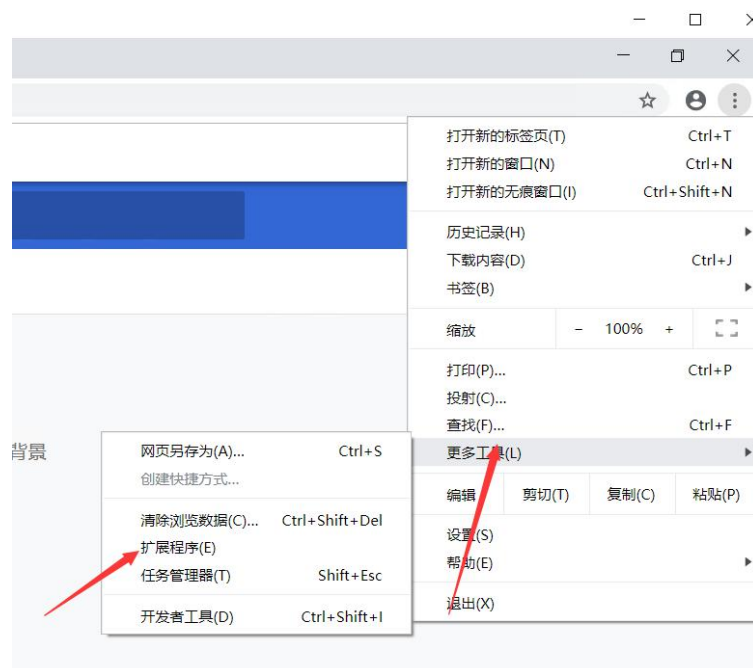 打开新的标签页(T) Ctrl+T
打开新的窗口(N) Ctrl+N
打开新的无痕窗口(I) Ctrl+Shift+N
历史记录(H)
下载内容(D) Ctrl+J
书签(B)
缩放 - 100% +
打印(P)... Ctrl+P
投射(C)...
查找(F)... Ctrl+F
更多工具(L)
编辑 剪切(T) 复制(C) 粘贴(P)
设置(S)
帮助(E)
退出(X)
背景
网页另存为(A)... Ctrl+S
创建快捷方式...
清除浏览数据(C)... Ctrl+Shift+Del
扩展程序(E)
任务管理器(T) Shift+Esc
开发者工具(D) Ctrl+Shift+I